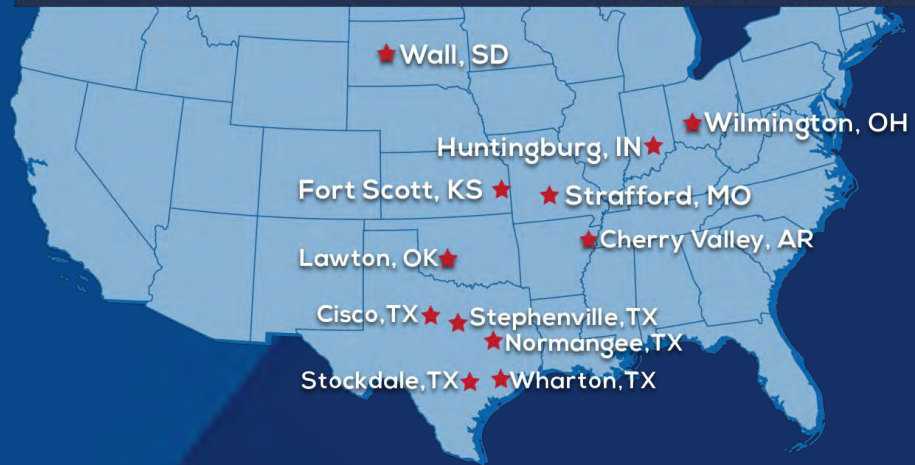 Wall, SD
Wilmington, OH
Huntingburg, IN
Fort Scott, KS
Strafford, MO
Cherry Valley, AR
Lawton, OK
Cisco,TX
Stephenville,TX
Normangee,TX
Stockdale,TX
Wharton,TX